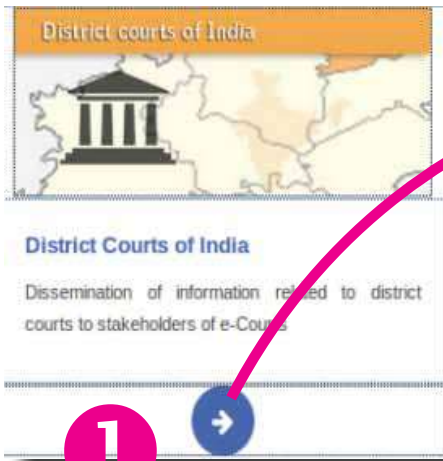 District courts of India
District Courts of India
Dissemination of information related to district
courts to stakeholders of e-Courts
1